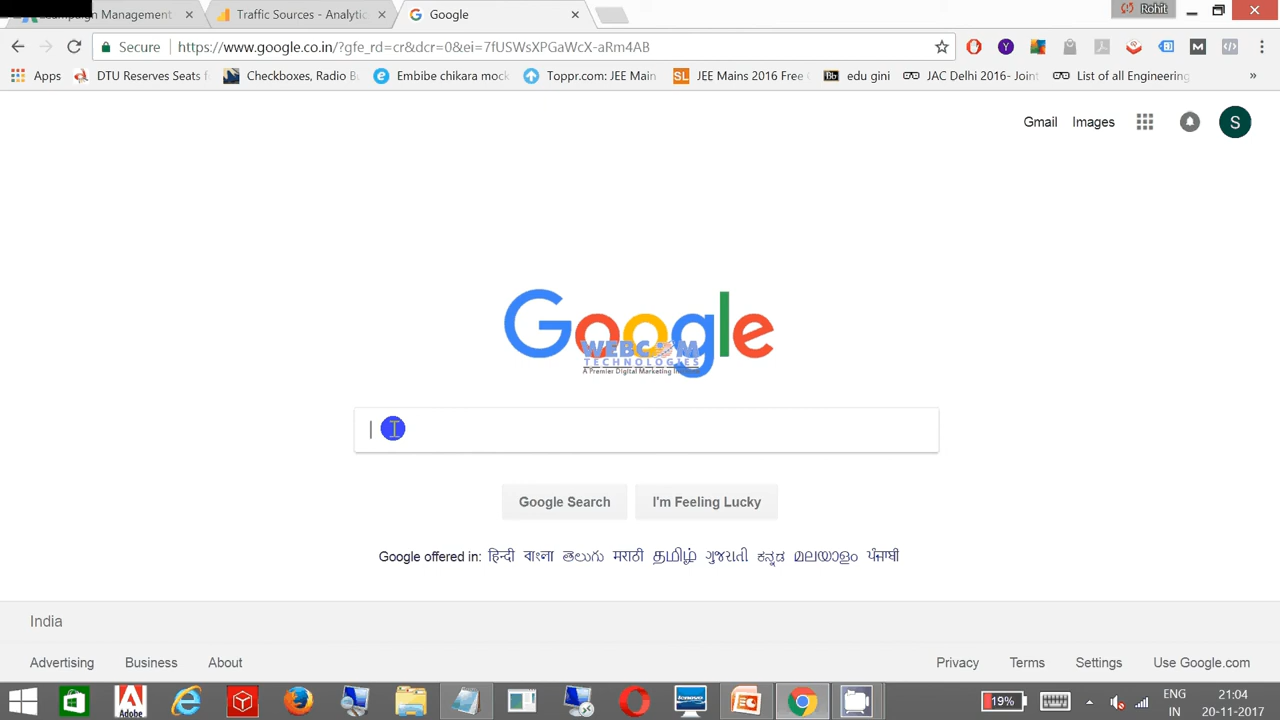 Campaign Management
Traffic Sources - Analytic
Google
Rohit
Secure
https://www.google.co.in/?gfe_rd=cr&dcr=0&ei=7fUSWsXPGaWcX-aRm4AB
Apps
DTU Reserves Seats f
Checkboxes, Radio Bu
Embibe chikara mock
Toppr.com: JEE Main
SL
JEE Mains 2016 Free
Bb
edu gini
JAC Delhi 2016- Joint
List of all Engineering
»
Gmail
Images
S
Google
WEBCOM
TECHNOLOGIES
A Premier Digital Marketing
Google Search
I'm Feeling Lucky
Google offered in: हिन्दी বাংলা తెలుగు मराठी தமிழ் ગુજરાતી ಕನ್ನಡ മലയാളം ਪੰਜਾਬੀ
India
Advertising
Business
About
Privacy
Terms
Settings
Use Google.com
Adobe
lenovo
19%
ENG
IN
21:04
20-11-2017